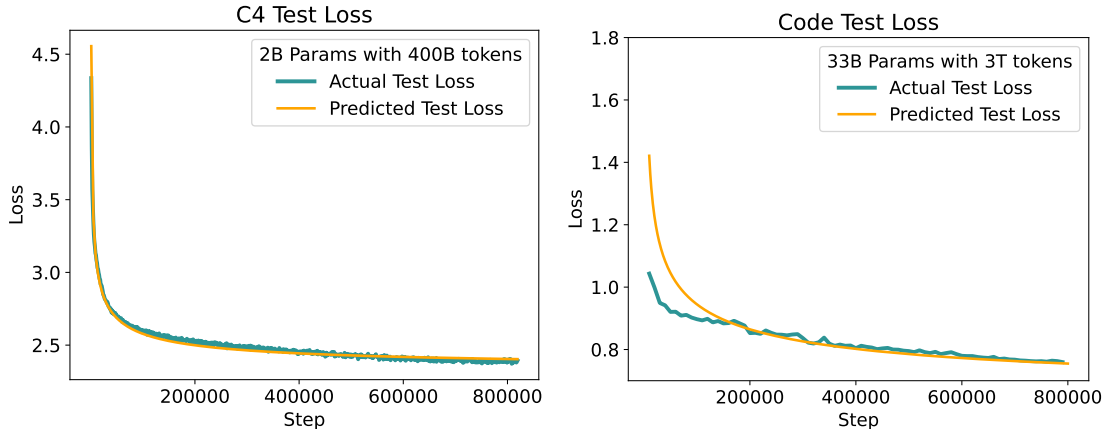 C4 Test Loss
2B Params with 400B tokens
Actual Test Loss
Predicted Test Loss
Loss
4.5
4.0
3.5
3.0
2.5
200000 400000 600000 800000
Step
Code Test Loss
33B Params with 3T tokens
Actual Test Loss
Predicted Test Loss
Loss
1.8
1.6
1.4
1.2
1.0
0.8
200000 400000 600000 800000
Step